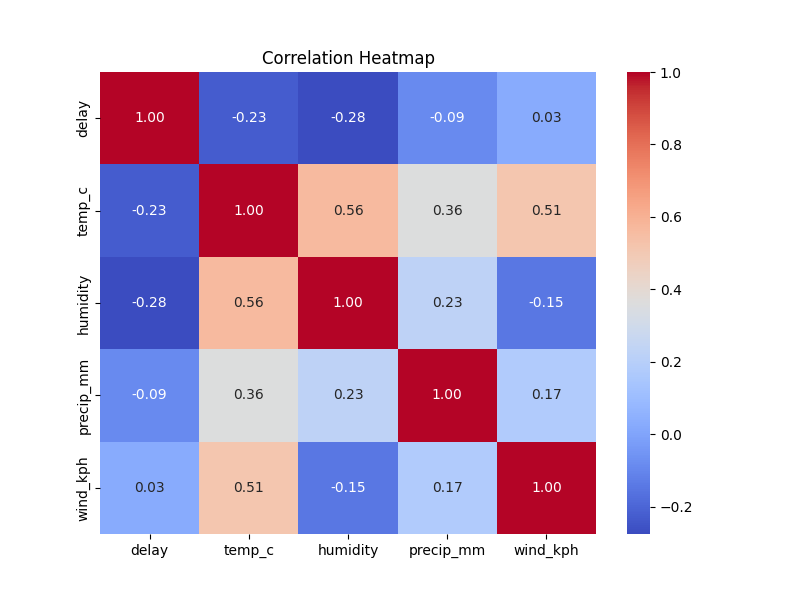 Correlation Heatmap
delay 1.00 -0.23 -0.28 -0.09 0.03
temp_c -0.23 1.00 0.56 0.36 0.51
humidity -0.28 0.56 1.00 0.23 -0.15
precip_mm -0.09 0.36 0.23 1.00 0.17
wind_kph 0.03 0.51 -0.15 0.17 1.00
delay temp_c humidity precip_mm wind_kph
1.0
0.8
0.6
0.4
0.2
0.0
−0.2